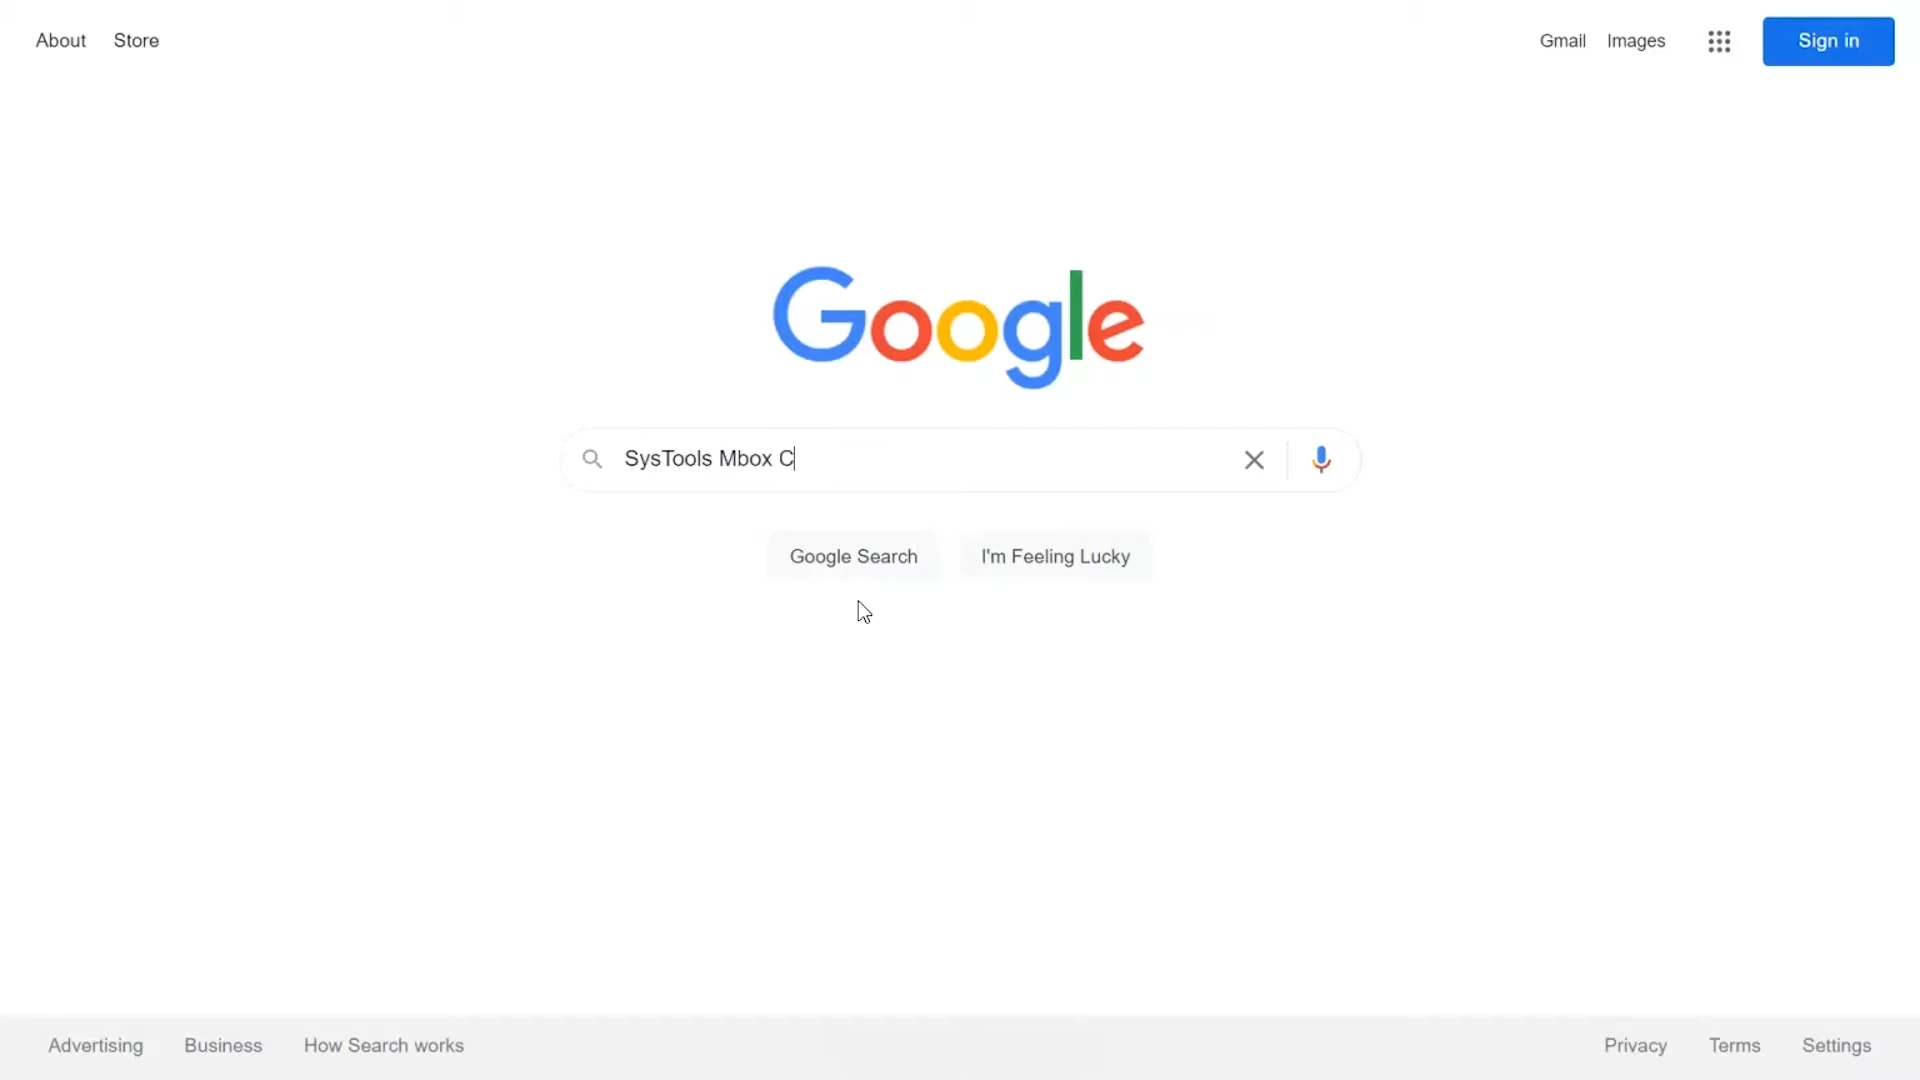 About Store
Gmail Images Sign in
Google
SysTools Mbox C
Google Search I'm Feeling Lucky
Advertising Business How Search works
Privacy Terms Settings